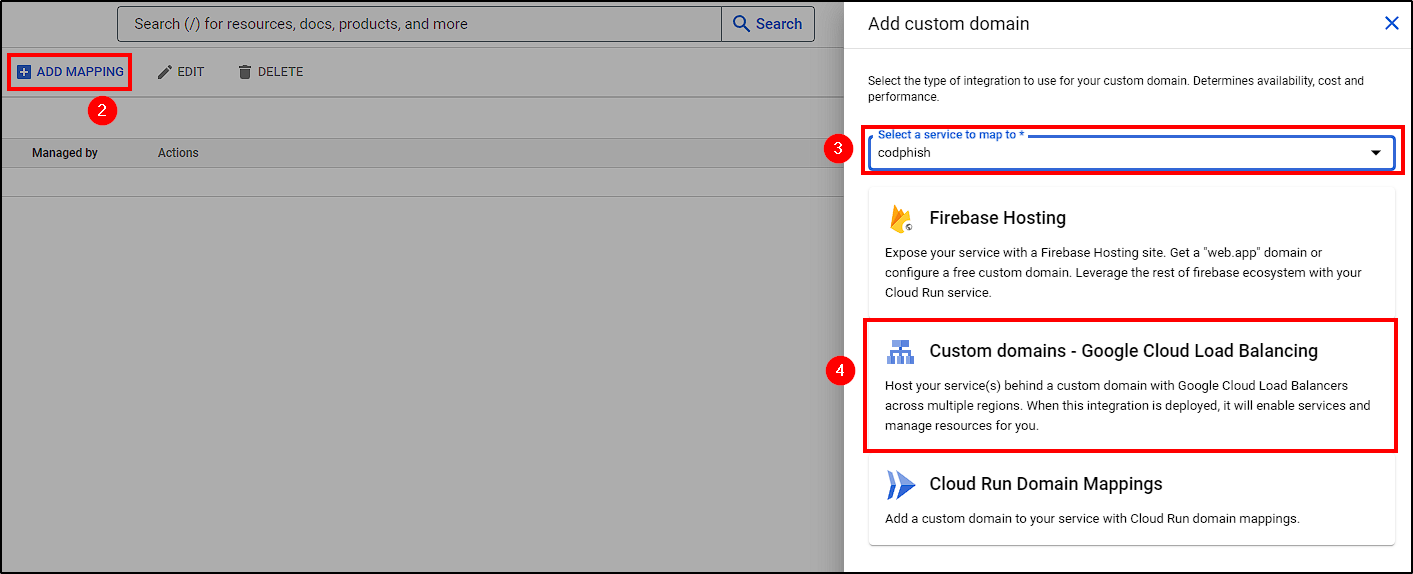 Search (/) for resources, docs, products, and more
Search
ADD MAPPING
EDIT
DELETE
2
Managed by
Actions
Add custom domain
Select the type of integration to use for your custom domain. Determines availability, cost and
performance.
Select a service to map to *
3
codphish
Firebase Hosting
Expose your service with a Firebase Hosting site. Get a "web.app" domain or
configure a free custom domain. Leverage the rest of firebase ecosystem with your
Cloud Run service.
4
Custom domains - Google Cloud Load Balancing
Host your service(s) behind a custom domain with Google Cloud Load Balancers
across multiple regions. When this integration is deployed, it will enable services and
manage resources for you.
Cloud Run Domain Mappings
Add a custom domain to your service with Cloud Run domain mappings.